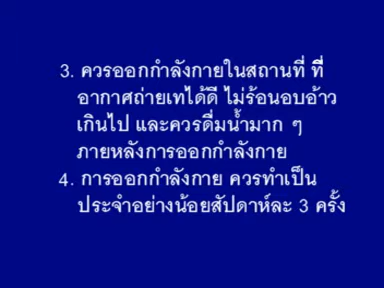 3. ควรออกกำลังกายในสถานที่ ที่
อากาศถ่ายเทได้ดี ไม่ร้อนอบอ้าว
เกินไป และควรดื่มน้ำมาก ๆ
ภายหลังการออกกำลังกาย
4. การออกกำลังกาย ควรทำเป็น
ประจำอย่างน้อยสัปดาห์ละ 3 ครั้ง